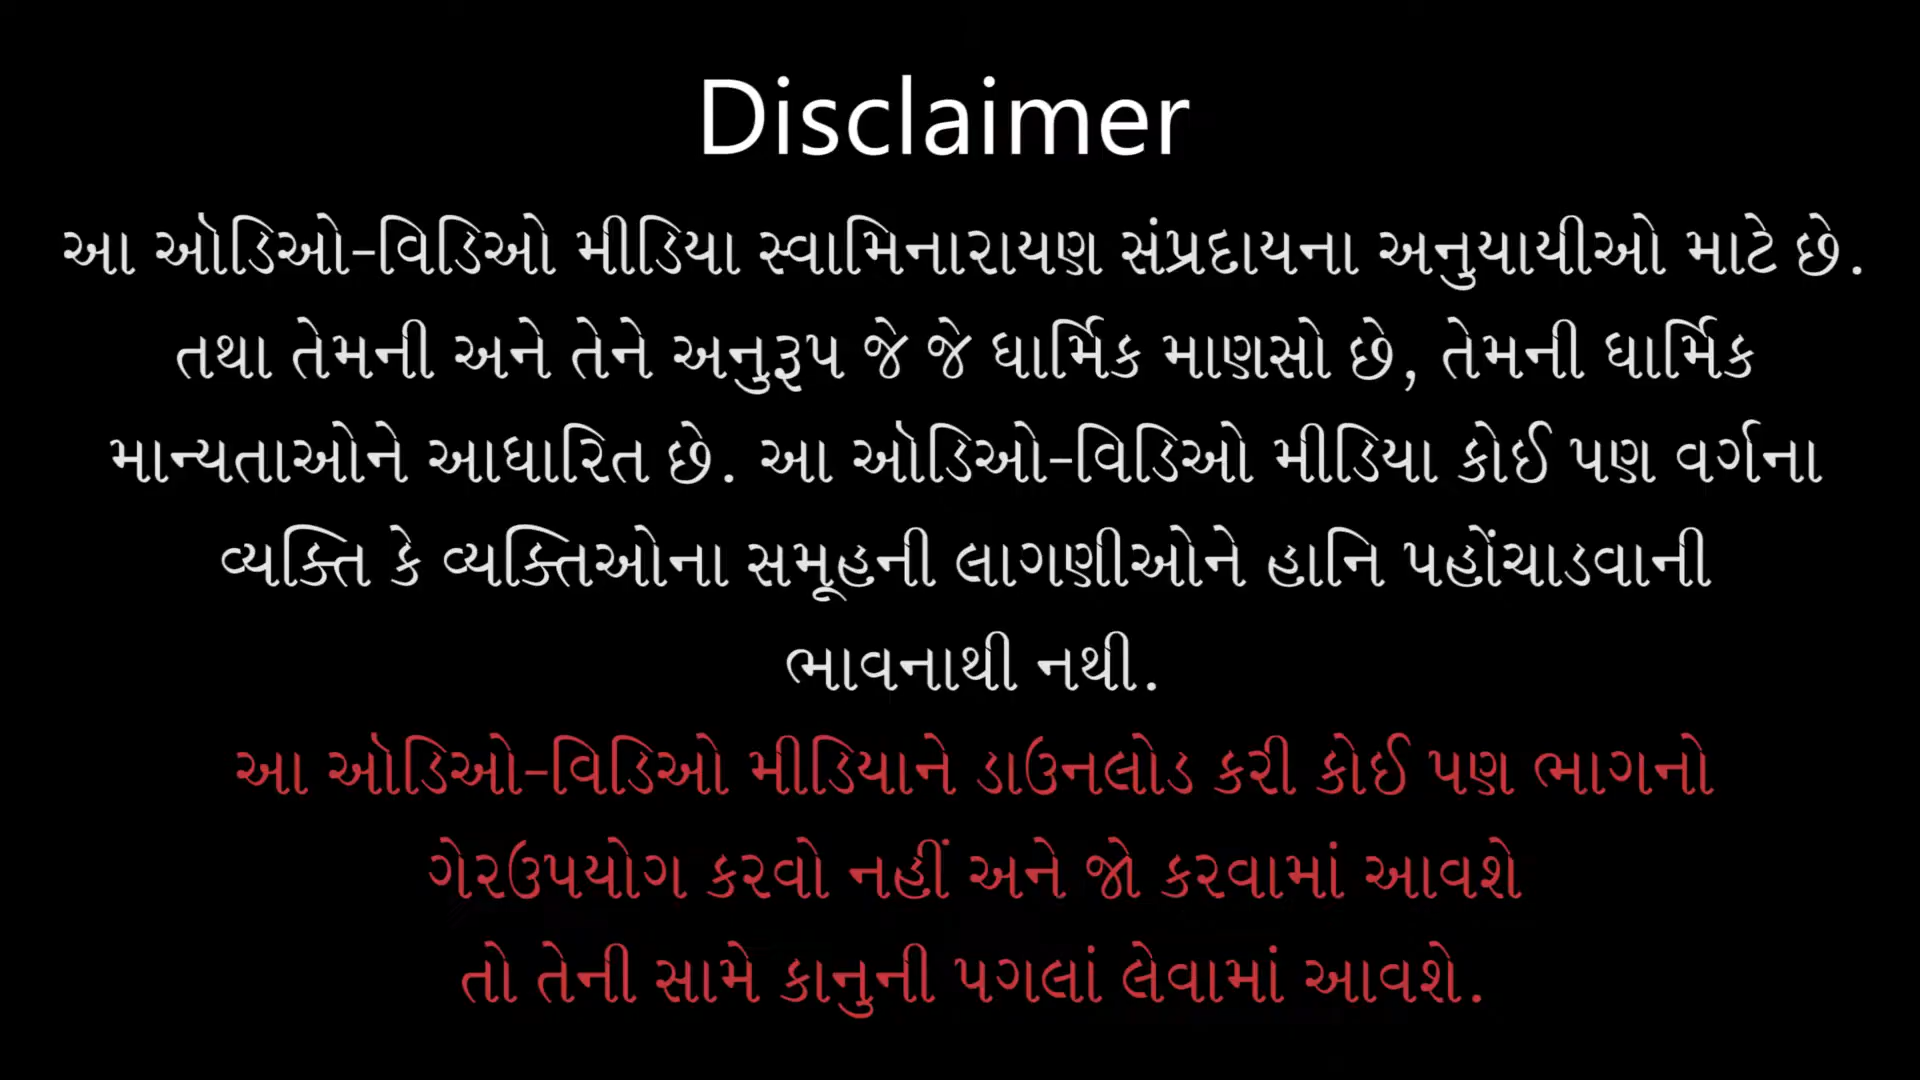 Disclaimer
આ ઑડિઓ-વિડિઓ મીડિયા સ્વામિનારાયણ સંપ્રદાયના અનુયાયીઓ માટે છે.
તથા તેમની અને તેને અનુરૂપ જે જે ધાર્મિક માણસો છે, તેમની ધાર્મિક
માન્યતાઓને આધારિત છે. આ ઑડિઓ-વિડિઓ મીડિયા કોઈ પણ વર્ગના
વ્યક્તિ કે વ્યક્તિઓના સમૂહની લાગણીઓને હાનિ પહોંચાડવાની
ભાવનાથી નથી.
આ ઑડિઓ-વિડિઓ મીડિયાને ડાઉનલોડ કરી કોઈ પણ ભાગનો
ગેરઉપયોગ કરવો નહીં અને જો કરવામાં આવશે
તો તેની સામે કાનુની પગલાં લેવામાં આવશે.